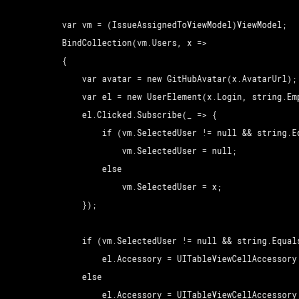 var vm = (IssueAssignedToViewModel)ViewModel;
BindCollection(vm.Users, x =>
{
var avatar = new GitHubAvatar(x.AvatarUrl);
var el = new UserElement(x.Login, string.Emp
el.Clicked.Subscribe(_ => {
if (vm.SelectedUser != null && string.Eq
vm.SelectedUser = null;
else
vm.SelectedUser = x;
});
if (vm.SelectedUser != null && string.Equals
el.Accessory = UITableViewCellAccessory
else
el.Accessory = UITableViewCellAccessory